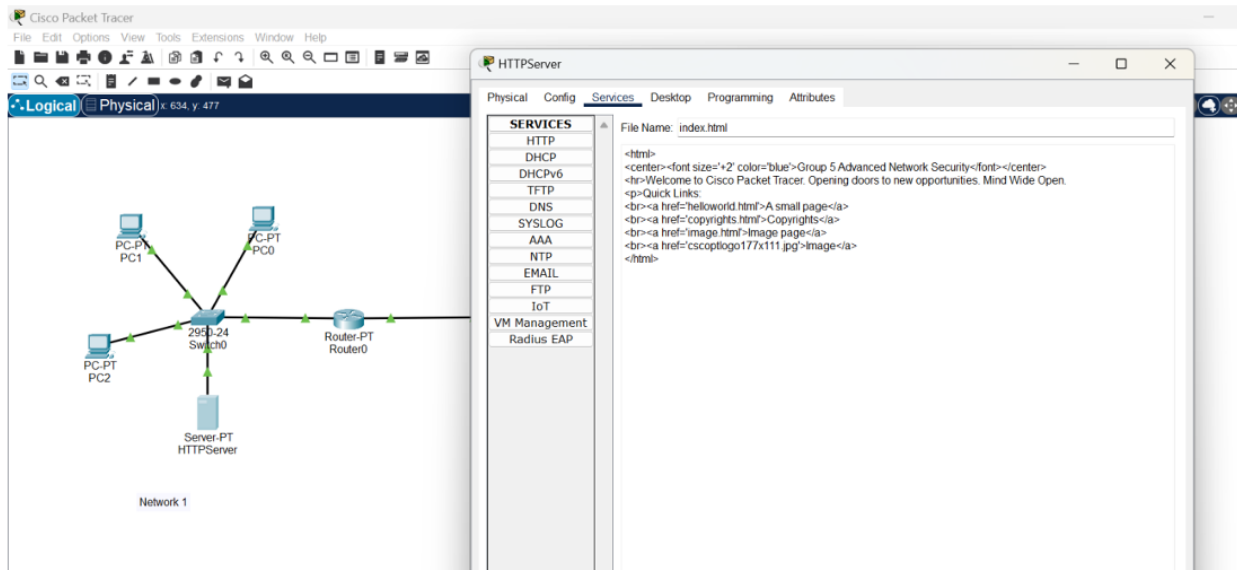 Cisco Packet Tracer
File Edit Options View Tools Extensions Window Help
Logical Physical x: 634, y: 477
PC-PT
PC1
PC-PT
PC0
2950-24
Switch0
Router-PT
Router0
PC-PT
PC2
Server-PT
HTTPServer
Network 1
HTTPServer
Physical Config Services Desktop Programming Attributes
SERVICES
HTTP
DHCP
DHCPv6
TFTP
DNS
SYSLOG
AAA
NTP
EMAIL
FTP
IoT
VM Management
Radius EAP
File Name: index.html
<html>
<center><font size='+2' color='blue'>Group 5 Advanced Network Security</font></center>
<hr>Welcome to Cisco Packet Tracer. Opening doors to new opportunities. Mind Wide Open.
<p>Quick Links:
<br><a href='helloworld.html'>A small page</a>
<br><a href='copyrights.html'>Copyrights</a>
<br><a href='image.html'>Image page</a>
<br><a href='cscoptlogo177x111.jpg'>Image</a>
</html>